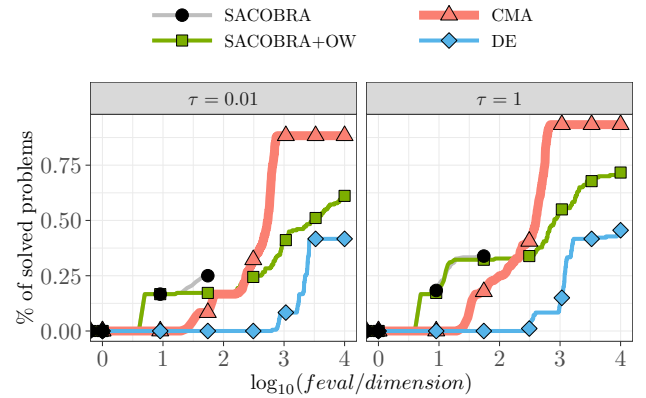 SACOBRA CMA
SACOBRA+OW DE
τ = 0.01 τ = 1
% of solved problems
0.75
0.50
0.25
0.00
0 1 2 3 4 0 1 2 3 4
log₁₀(feval/dimension)